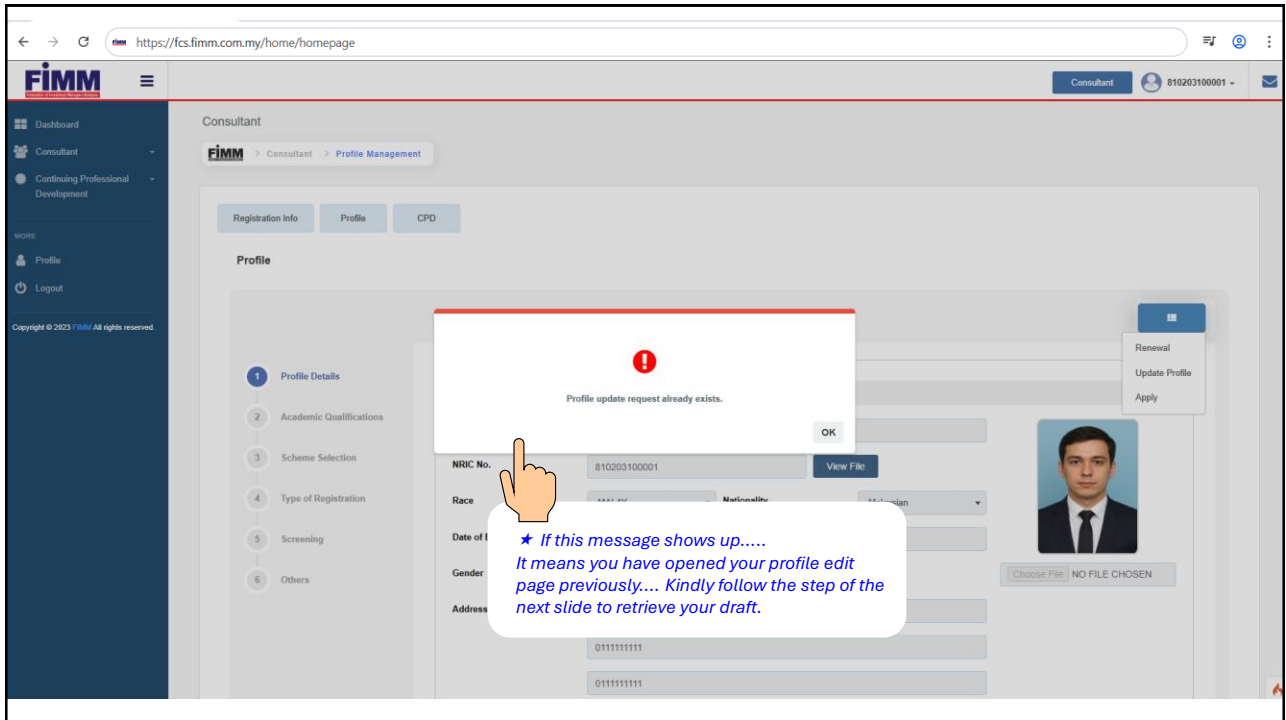 https://fcs.fimm.com.my/home/homepage
FiMM
Consultant
810203100001
Dashboard
Consultant
Continuing Professional
Development
MORE
Profile
Logout
Copyright © 2023 FIMM All rights reserved.
Consultant
FiMM > Consultant > Profile Management
Registration Info
Profile
CPD
Profile
Renewal
Update Profile
Apply
1 Profile Details
2 Academic Qualifications
3 Scheme Selection
4 Type of Registration
5 Screening
6 Others
Profile update request already exists.
OK
NRIC No.
810203100001
View File
Race
Nationality
Date of
Gender
Address
Choose File NO FILE CHOSEN
★ If this message shows up.....
It means you have opened your profile edit
page previously.... Kindly follow the step of the
next slide to retrieve your draft.
0111111111
0111111111